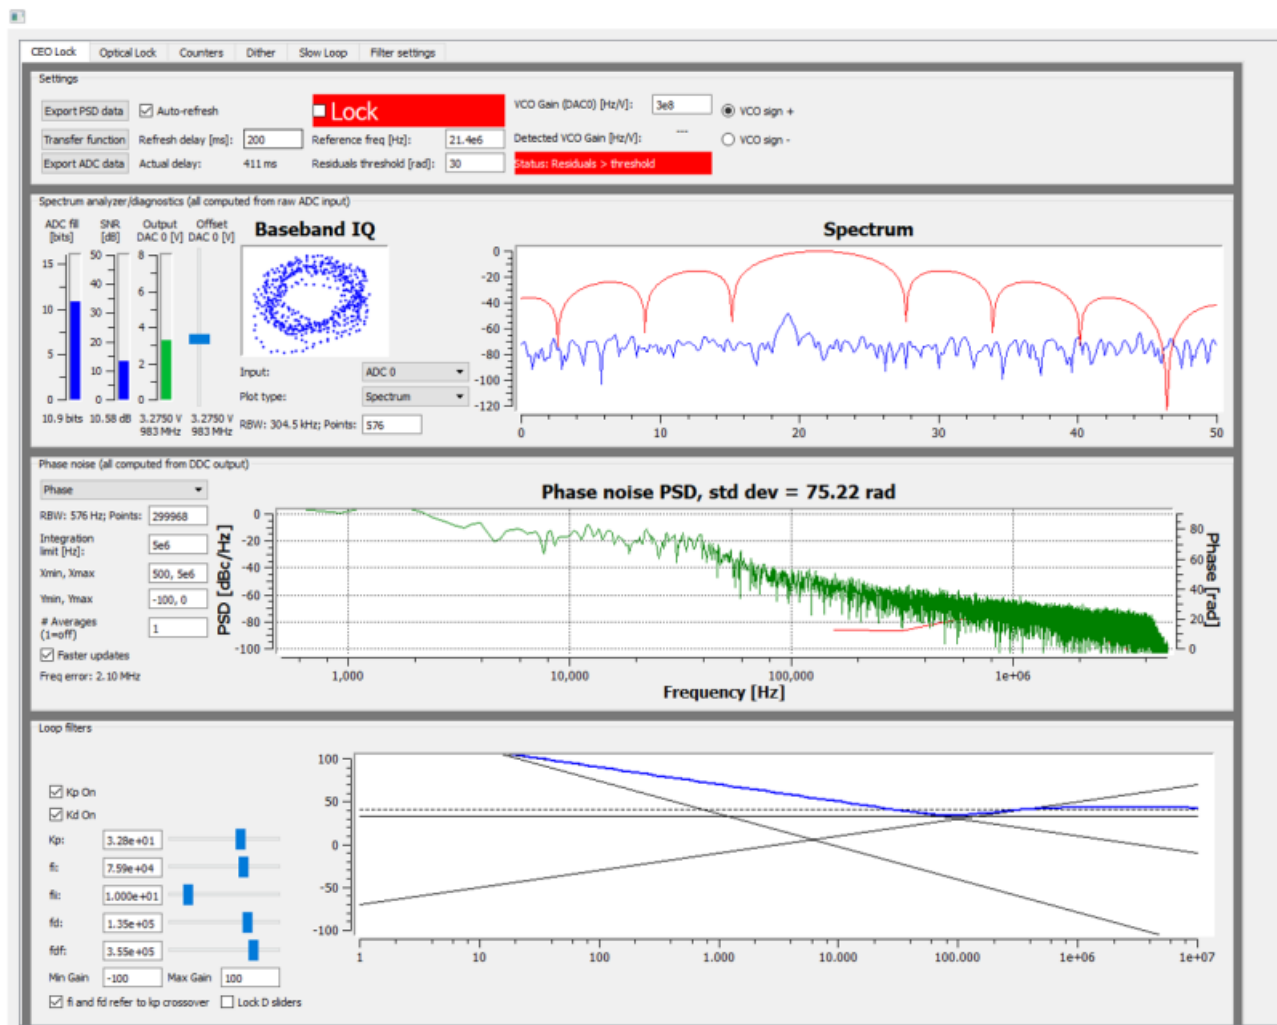 CEO Lock Optical Lock Counters Dither Slow Loop Filter settings
Settings
Export PSD data Auto-refresh Lock VCO Gain (DAC0) [Hz/V]: 3e8 VCO sign +
Transfer function Refresh delay [ms]: 200 Reference freq [Hz]: 21.4e6 Detected VCO Gain [Hz/V]: --- VCO sign -
Export ADC data Actual delay: 411 ms Residuals threshold [rad]: 30 Status: Residuals > threshold
Spectrum analyzer/diagnostics (all computed from raw ADC input)
ADC fill [bits] SNR [dB] Output DAC 0 [V] Offset DAC 0 [V]
15 10 5 0
50 40 30 20 10 0
8 6 4 2 0
10.9 bits 10.58 dB 3.2750 V 3.2750 V
983 MHz 983 MHz
Baseband IQ
Input: ADC 0
Plot type: Spectrum
RBW: 304.5 kHz; Points: 576
Spectrum
0
-20
-40
-60
-80
-100
-120
0 10 20 30 40 50
Phase noise (all computed from DDC output)
Phase
RBW: 576 Hz; Points: 299968
Integration limit [Hz]: 5e6
Xmin, Xmax 500, 5e6
Ymin, Ymax -100, 0
# Averages (1=off) 1
Faster updates
Freq error: 2.10 MHz
Phase noise PSD, std dev = 75.22 rad
PSD [dBc/Hz]
0
-20
-40
-60
-80
-100
Phase [rad]
80
60
40
20
0
1,000 10,000 100,000 1e+06
Frequency [Hz]
Loop filters
Kp On
Kd On
Kp: 3.28e+01
fi: 7.59e+04
fii: 1.000e+01
fd: 1.35e+05
fdf: 3.55e+05
Min Gain -100 Max Gain 100
fi and fd refer to kp crossover Lock D sliders
100
50
0
-50
-100
1 10 100 1.000 10.000 100.000 1e+06 1e+07